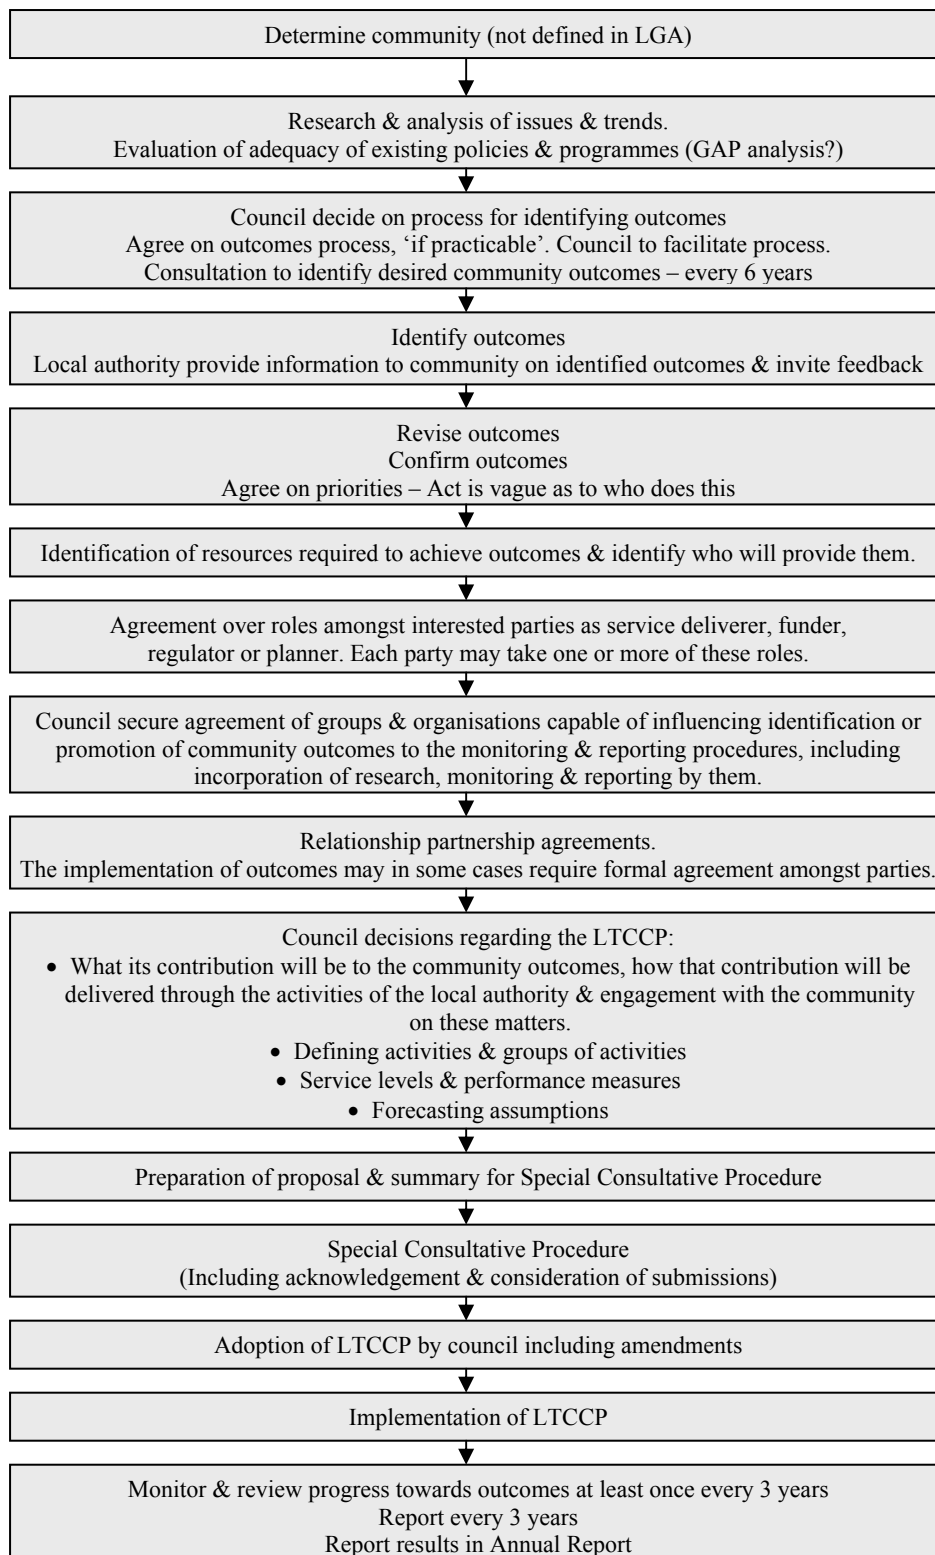 Determine community (not defined in LGA)
Research & analysis of issues & trends.
Evaluation of adequacy of existing policies & programmes (GAP analysis?)
Council decide on process for identifying outcomes
Agree on outcomes process, ‘if practicable’. Council to facilitate process.
Consultation to identify desired community outcomes – every 6 years
Identify outcomes
Local authority provide information to community on identified outcomes & invite feedback
Revise outcomes
Confirm outcomes
Agree on priorities – Act is vague as to who does this
Identification of resources required to achieve outcomes & identify who will provide them.
Agreement over roles amongst interested parties as service deliverer, funder,
regulator or planner. Each party may take one or more of these roles.
Council secure agreement of groups & organisations capable of influencing identification or
promotion of community outcomes to the monitoring & reporting procedures, including
incorporation of research, monitoring & reporting by them.
Relationship partnership agreements.
The implementation of outcomes may in some cases require formal agreement amongst parties.
Council decisions regarding the LTCCP:
• What its contribution will be to the community outcomes, how that contribution will be
delivered through the activities of the local authority & engagement with the community
on these matters.
• Defining activities & groups of activities
• Service levels & performance measures
• Forecasting assumptions
Preparation of proposal & summary for Special Consultative Procedure
Special Consultative Procedure
(Including acknowledgement & consideration of submissions)
Adoption of LTCCP by council including amendments
Implementation of LTCCP
Monitor & review progress towards outcomes at least once every 3 years
Report every 3 years
Report results in Annual Report